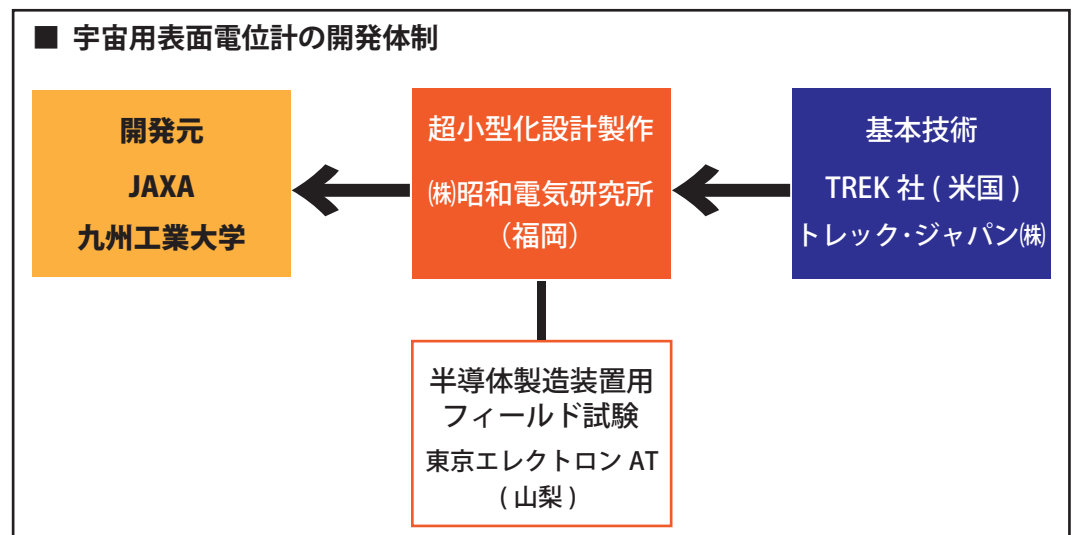 ■ 宇宙用表面電位計の開発体制
開発元
JAXA
九州工業大学
超小型化設計製作
㈱昭和電気研究所
（福岡）
基本技術
TREK 社 ( 米国 )
トレック・ジャパン㈱
半導体製造装置用
フィールド試験
東京エレクトロン AT
( 山梨 )